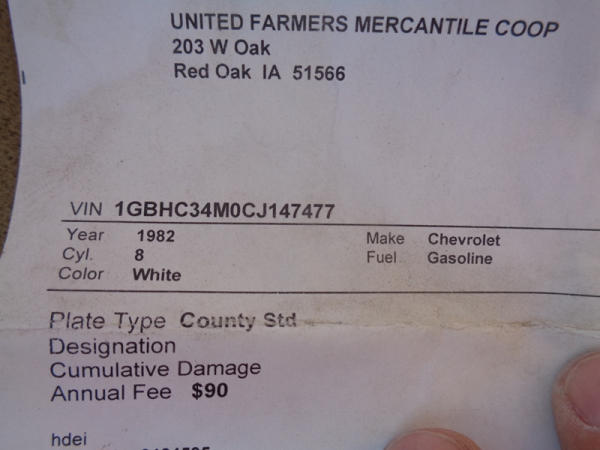 UNITED FARMERS MERCANTILE COOP
203 W Oak
Red Oak IA 51566
VIN 1GBHC34M0CJ147477
Year 1982 Make Chevrolet
Cyl. 8 Fuel Gasoline
Color White
Plate Type County Std
Designation
Cumulative Damage
Annual Fee $90
hdei